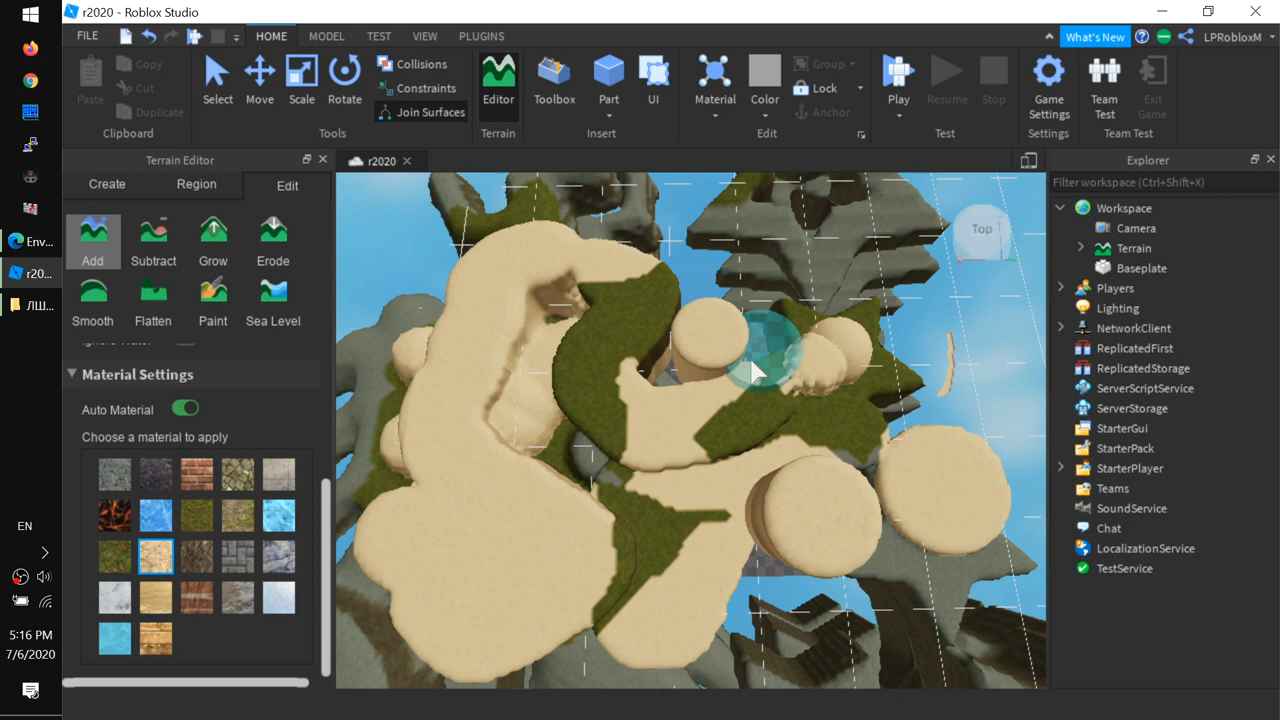 r2020 - Roblox Studio
FILE HOME MODEL TEST VIEW PLUGINS What's New LPRobloxM
Paste Copy Cut Duplicate Select Move Scale Rotate Collisions Constraints Join Surfaces Editor Toolbox Part UI Material Color Group Lock Anchor Play Resume Stop Game Settings Team Test Exit Game
Clipboard Tools Terrain Insert Edit Test Settings Team Test
Terrain Editor
r2020
Explorer
Create Region Edit
Filter workspace (Ctrl+Shift+X)
Add Subtract Grow Erode
Smooth Flatten Paint Sea Level
Ignore Water
Material Settings
Auto Material
Choose a material to apply
Top
Workspace
Camera
Terrain
Baseplate
Players
Lighting
NetworkClient
ReplicatedFirst
ReplicatedStorage
ServerScriptService
ServerStorage
StarterGui
StarterPack
StarterPlayer
Teams
SoundService
Chat
LocalizationService
TestService
Env...
r20...
ЛШ...
EN
5:16 PM
7/6/2020